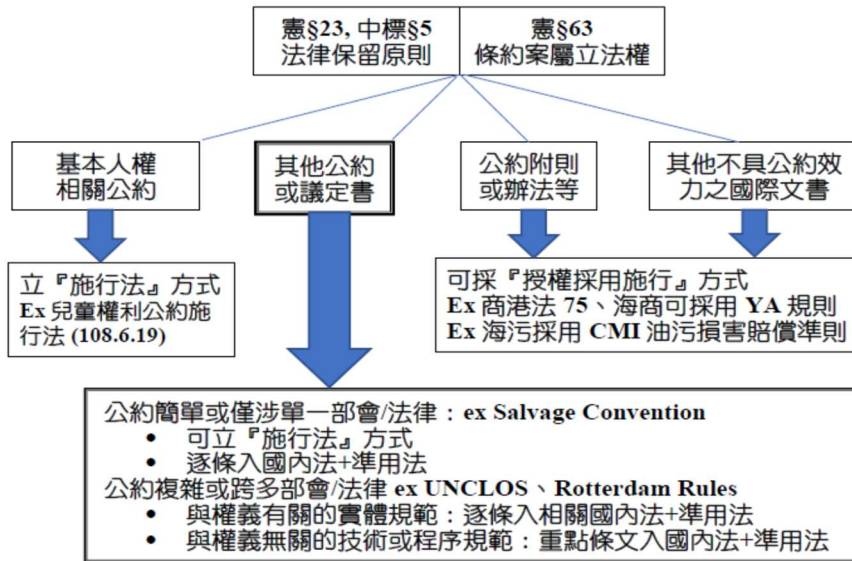 憲§23, 中標§5
法律保留原則
憲§63
條約案屬立法權
基本人權
相關公約
其他公約
或議定書
公約附則
或辦法等
其他不具公約效
力之國際文書
立『施行法』方式
Ex 兒童權利公約施
行法 (108.6.19)
可採『授權採用施行』方式
Ex 商港法 75、海商可採用 YA 規則
Ex 海污採用 CMI 油污損害賠償準則
公約簡單或僅涉單一部會/法律：ex Salvage Convention
• 可立『施行法』方式
• 逐條入國內法+準用法
公約複雜或跨多部會/法律 ex UNCLOS、Rotterdam Rules
• 與權義有關的實體規範：逐條入相關國內法+準用法
• 與權義無關的技術或程序規範：重點條文入國內法+準用法